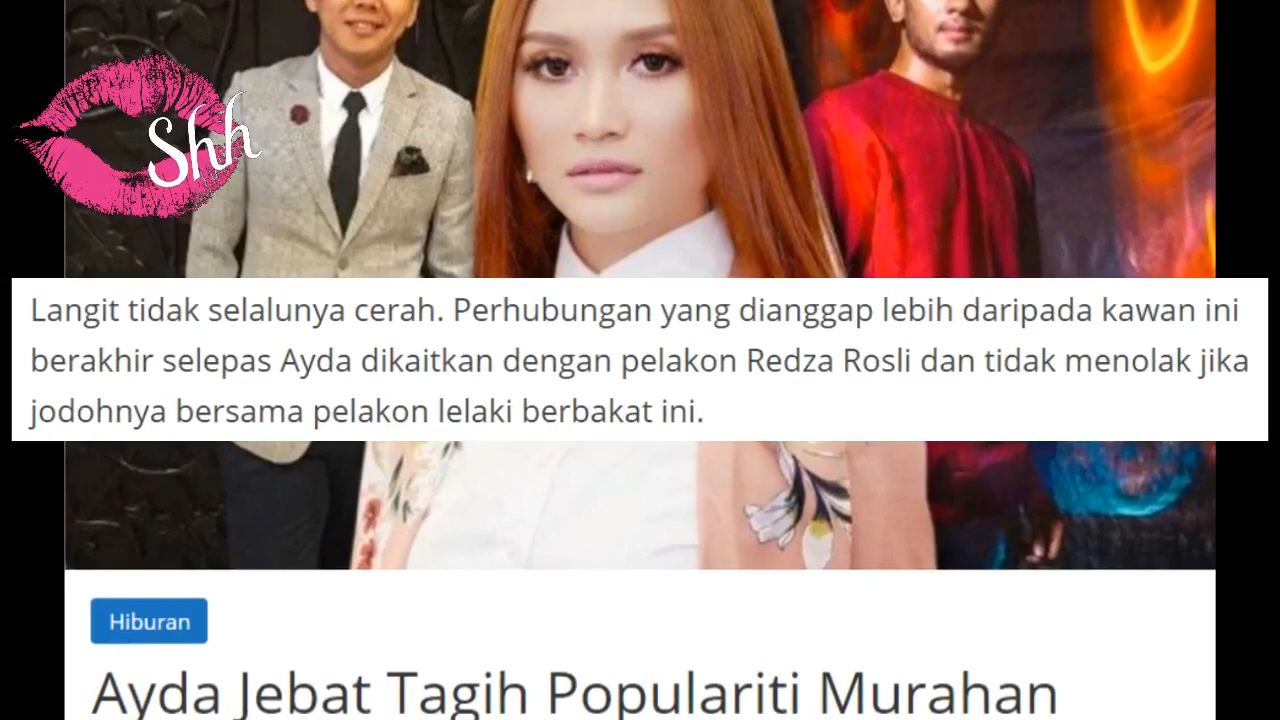 Shh
Langit tidak selalunya cerah. Perhubungan yang dianggap lebih daripada kawan ini
berakhir selepas Ayda dikaitkan dengan pelakon Redza Rosli dan tidak menolak jika
jodohnya bersama pelakon lelaki berbakat ini.
Hiburan
Ayda Jebat Tagih Populariti Murahan